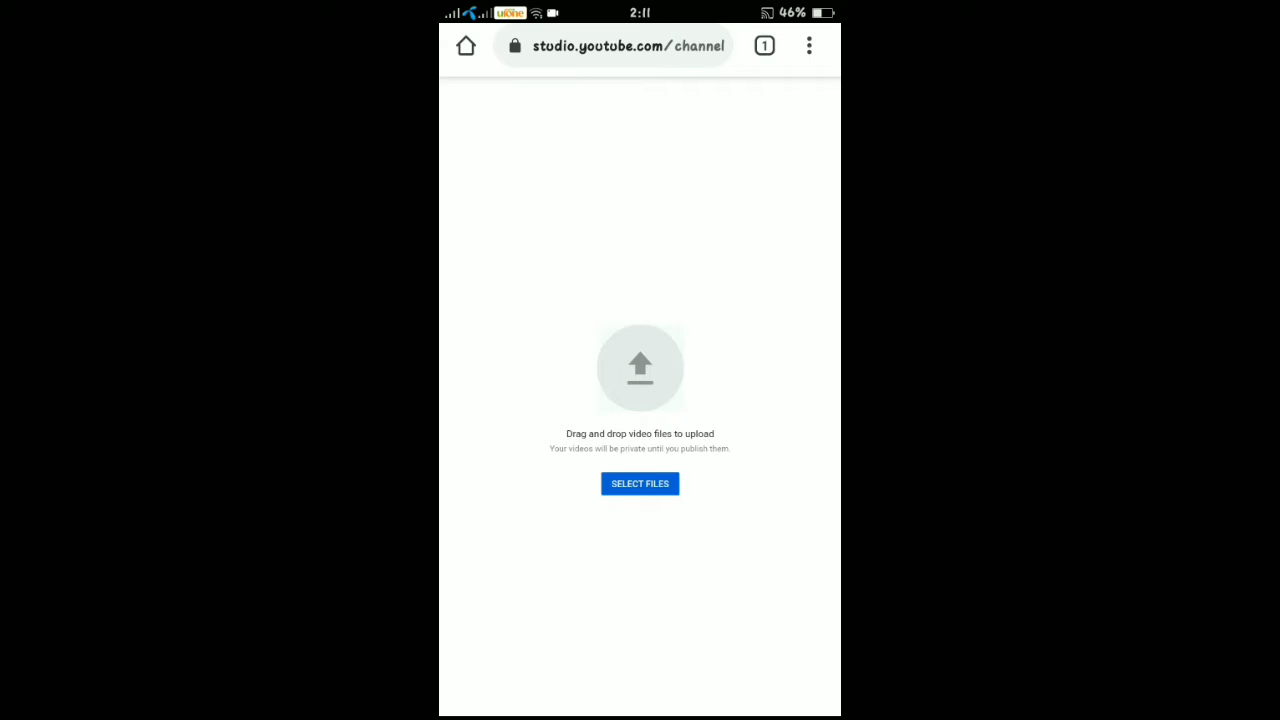 ufone 2:11 46%
studio.youtube.com/channel 1
Drag and drop video files to upload
Your videos will be private until you publish them.
SELECT FILES